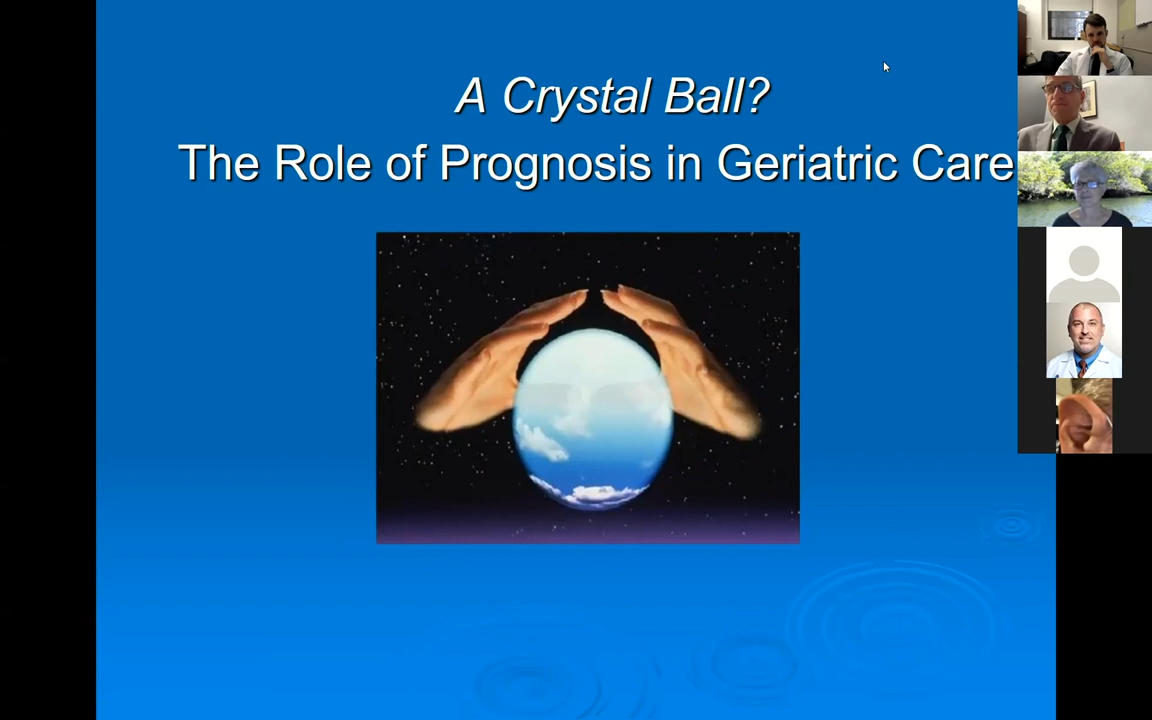 A Crystal Ball?
The Role of Prognosis in Geriatric Care